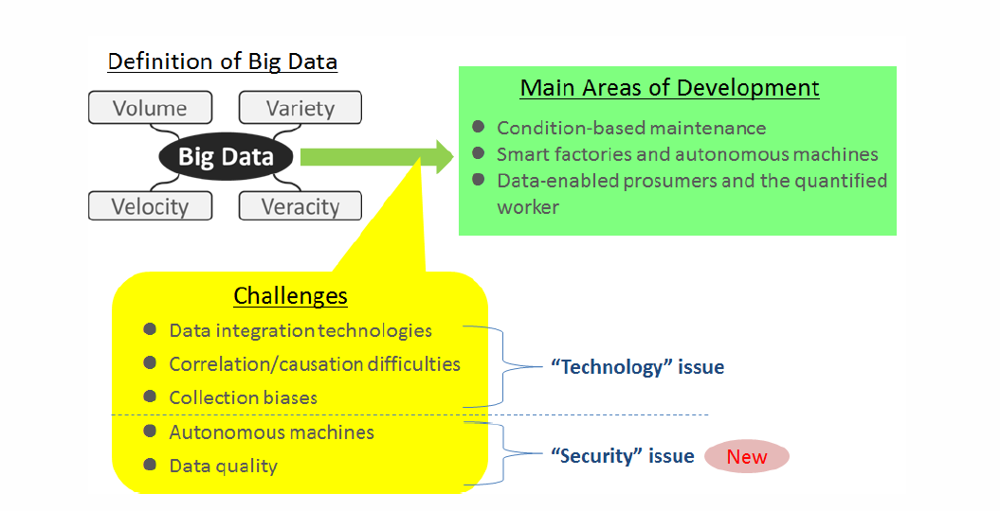 Definition of Big Data
Volume
Variety
Big Data
Velocity
Veracity
Main Areas of Development
● Condition-based maintenance
● Smart factories and autonomous machines
● Data-enabled prosumers and the quantified
worker
Challenges
● Data integration technologies
● Correlation/causation difficulties
● Collection biases
“Technology” issue
● Autonomous machines
● Data quality
“Security” issue
New